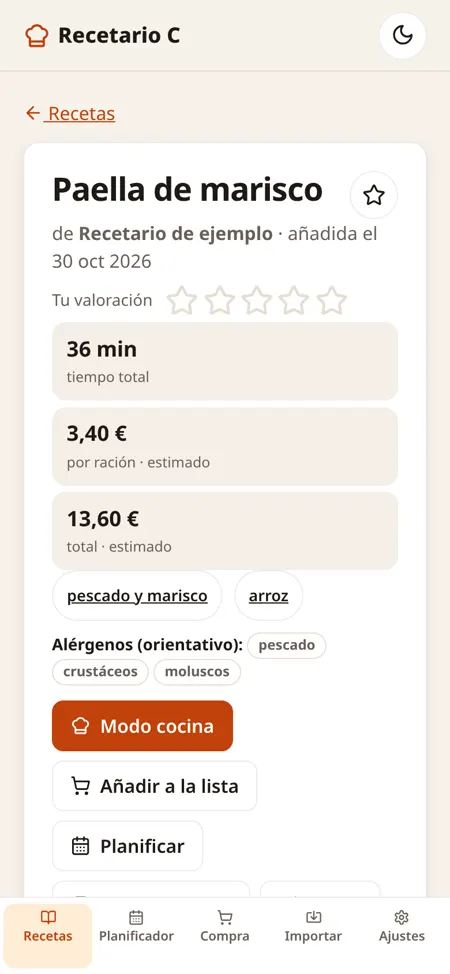 Recetario C
← Recetas
Paella de marisco
de Recetario de ejemplo · añadida el
30 oct 2026
Tu valoración
36 min
tiempo total
3,40 €
por ración · estimado
13,60 €
total · estimado
pescado y marisco
arroz
Alérgenos (orientativo): pescado
crustáceos moluscos
Modo cocina
Añadir a la lista
Planificar
Recetas
Planificador
Compra
Importar
Ajustes